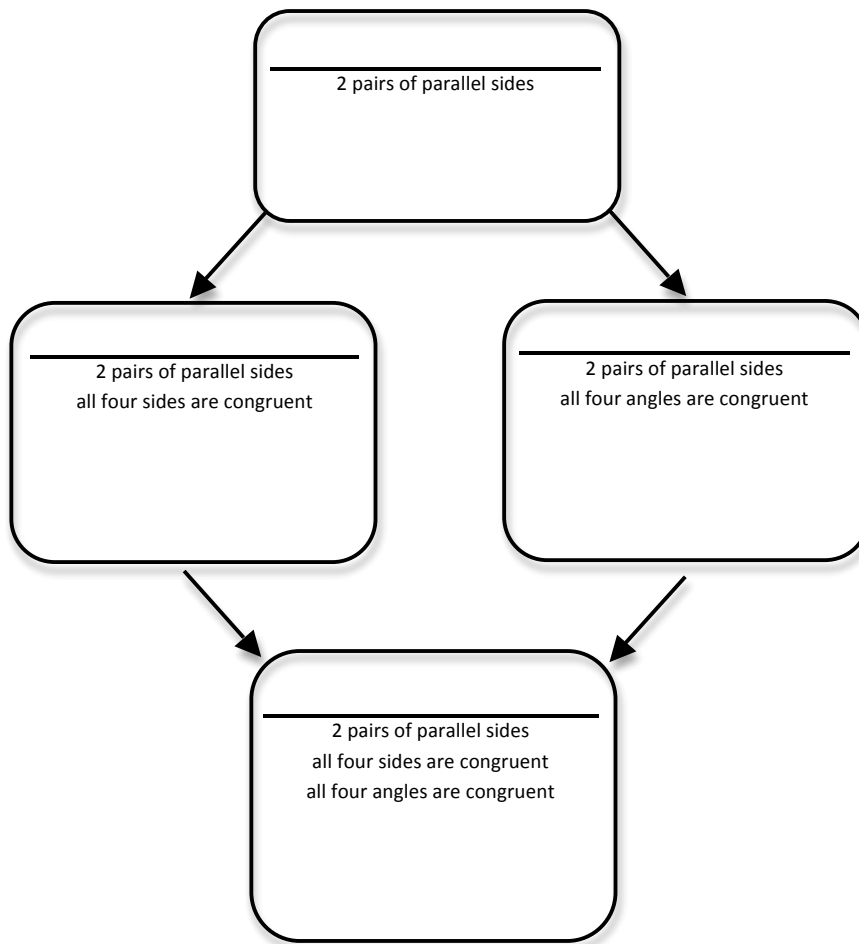 2 pairs of parallel sides
2 pairs of parallel sides
all four sides are congruent
2 pairs of parallel sides
all four angles are congruent
2 pairs of parallel sides
all four sides are congruent
all four angles are congruent